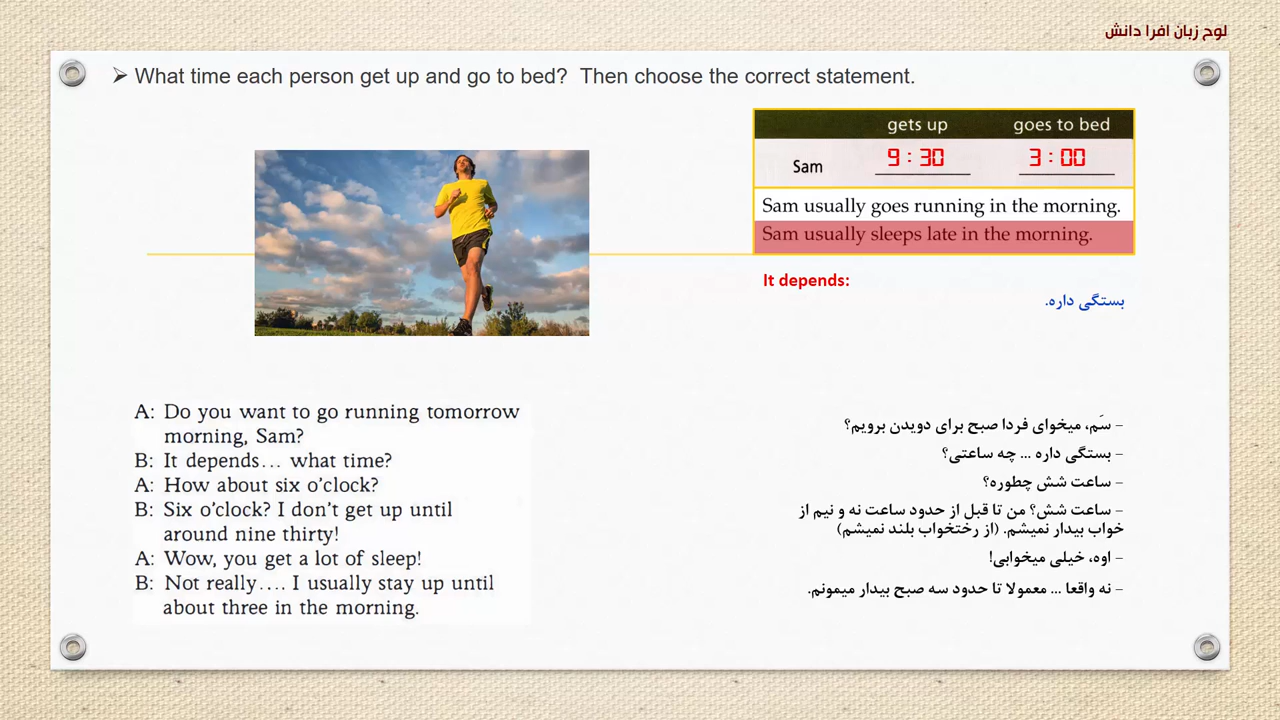 لوح زبان افرا دانش
➢ What time each person get up and go to bed? Then choose the correct statement.
gets up goes to bed
Sam 9:30 3:00
Sam usually goes running in the morning.
Sam usually sleeps late in the morning.
It depends:
بستگی داره.
A: Do you want to go running tomorrow
morning, Sam?
B: It depends... what time?
A: How about six o'clock?
B: Six o'clock? I don't get up until
around nine thirty!
A: Wow, you get a lot of sleep!
B: Not really.... I usually stay up until
about three in the morning.
– سَم، میخوای فردا صبح برای دویدن برویم؟
– بستگی داره ... چه ساعتی؟
– ساعت شش چطوره؟
– ساعت شش؟ من تا قبل از حدود ساعت نه و نیم از
خواب بیدار نمیشم. (از رختخواب بلند نمیشم)
– اوه، خیلی میخوابی!
– نه واقعا ... معمولا تا حدود سه صبح بیدار میمونم.